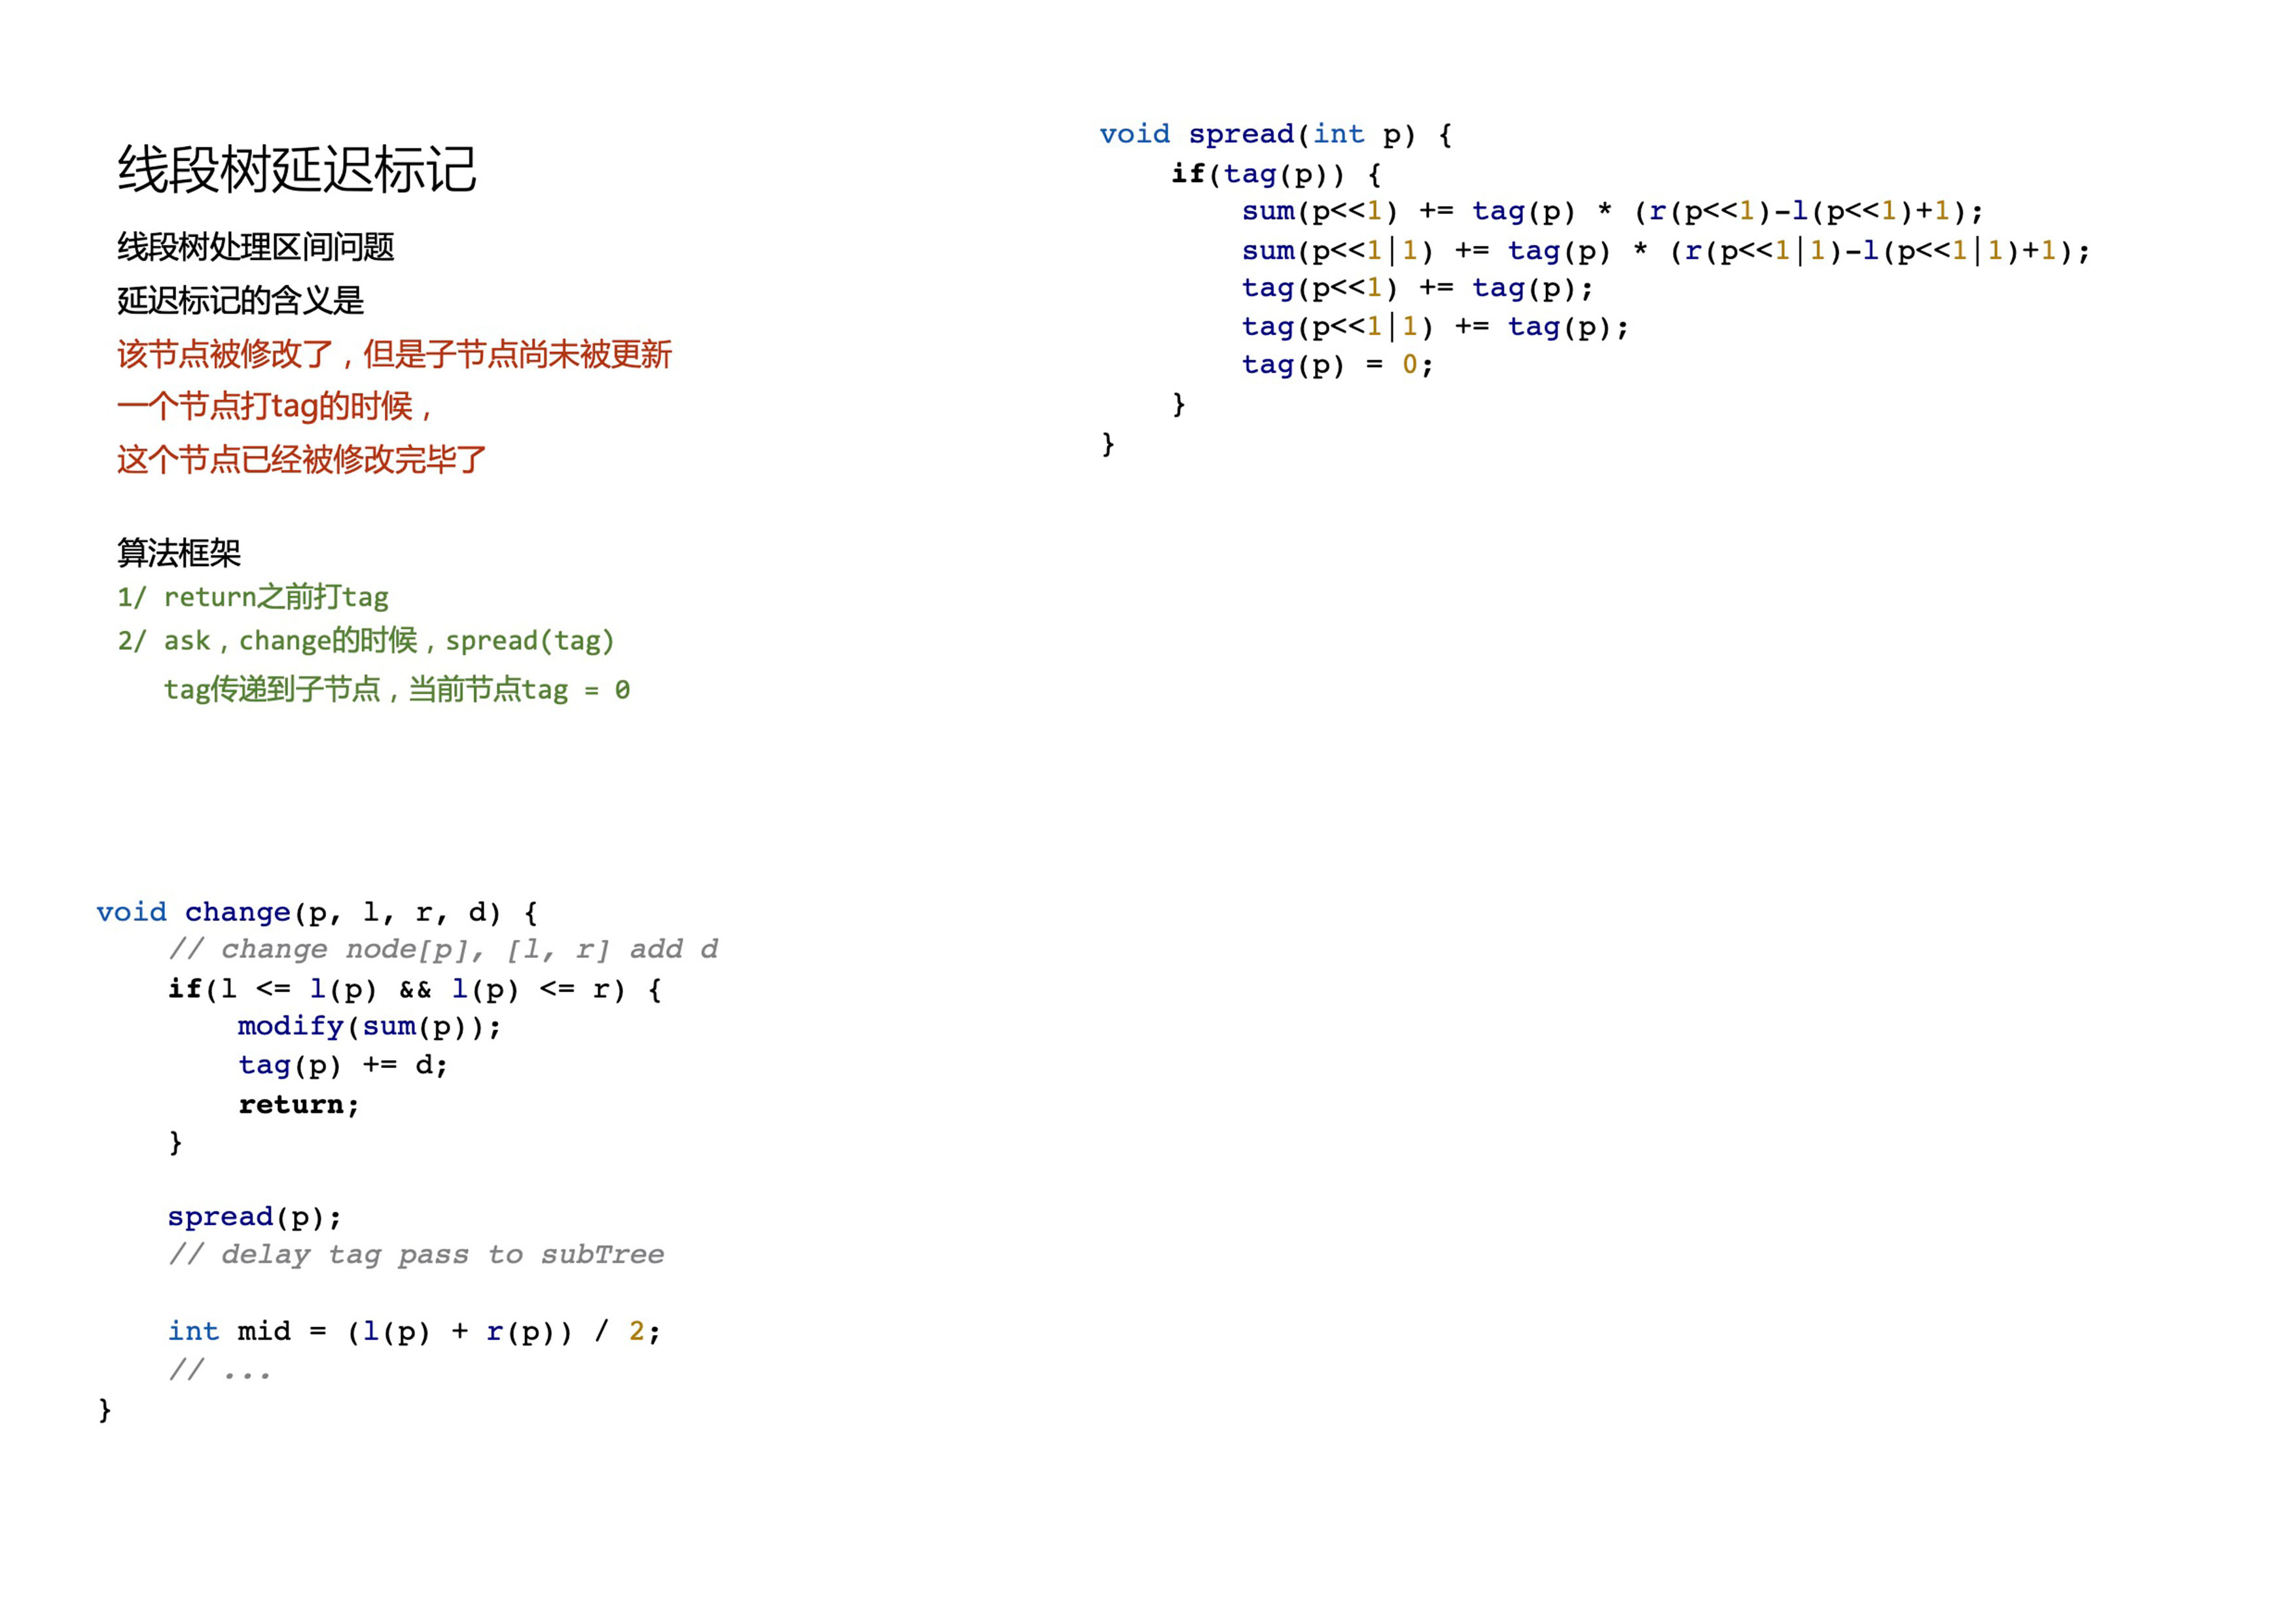 线段树延迟标记
线段树处理区间问题
延迟标记的含义是
该节点被修改了，但是子节点尚未被更新
一个节点打tag的时候，
这个节点已经被修改完毕了
算法框架
1/ return之前打tag
2/ ask，change的时候，spread(tag)
tag传递到子节点，当前节点tag = 0
void change(p, l, r, d) {
// change node[p], [l, r] add d
if(l <= l(p) && l(p) <= r) {
modify(sum(p));
tag(p) += d;
return;
}
spread(p);
// delay tag pass to subTree
int mid = (l(p) + r(p)) / 2;
// ...
}
void spread(int p) {
if(tag(p)) {
sum(p<<1) += tag(p) * (r(p<<1)-l(p<<1)+1);
sum(p<<1|1) += tag(p) * (r(p<<1|1)-l(p<<1|1)+1);
tag(p<<1) += tag(p);
tag(p<<1|1) += tag(p);
tag(p) = 0;
}
}